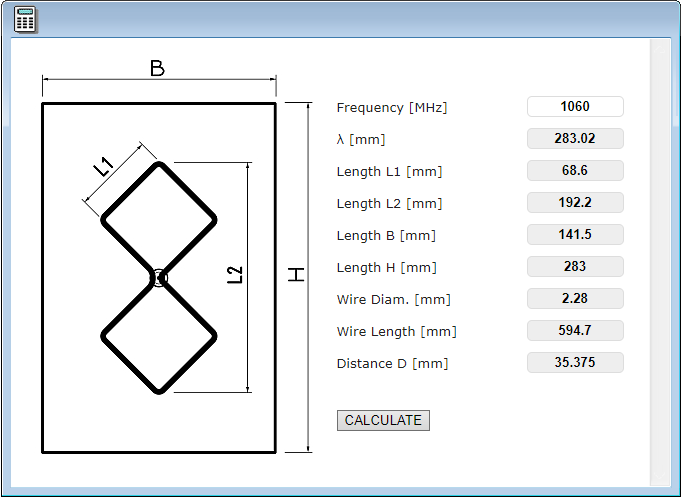 B
L1
L2
H
Frequency [MHz] 1060
λ [mm] 283.02
Length L1 [mm] 68.6
Length L2 [mm] 192.2
Length B [mm] 141.5
Length H [mm] 283
Wire Diam. [mm] 2.28
Wire Length [mm] 594.7
Distance D [mm] 35.375
CALCULATE